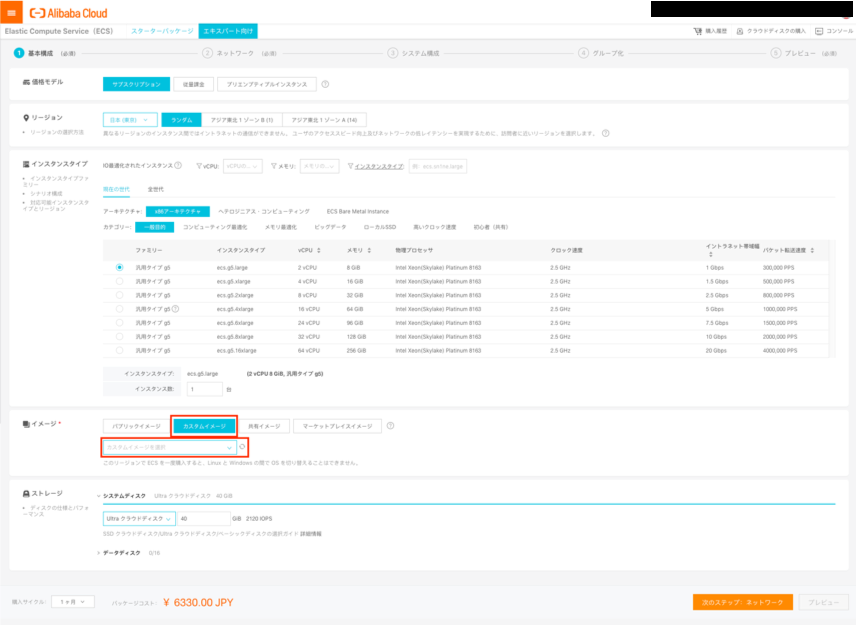 Alibaba Cloud
Elastic Compute Service（ECS） スターターパッケージ エキスパート向け 購入履歴 クラウドディスクの購入 コンソール
1 基本構成 （必須） 2 ネットワーク （必須） 3 システム構成 4 グループ化 5 プレビュー （必須）
価格モデル サブスクリプション 従量課金 プリエンプティブルインスタンス
リージョン
• リージョンの選択方法
日本（東京） ランダム アジア東北 1 ゾーン B (1) アジア東北 1 ゾーン A (14)
異なるリージョンのインスタンス間ではイントラネットの通信ができません。ユーザのアクセススピード向上及びネットワークの低レイテンシーを実現するために、訪問者に近いリージョンを選択します。
インスタンスタイプ
• インスタンスタイプファミリー
• シナリオ構成
• 対応可能インスタンスタイプとリージョン
IO最適化されたインスタンス vCPU: vCPUの... メモリ: メモリの... インスタンスタイプ: 例: ecs.sn1ne.large
現在の世代 全世代
アーキテクチャ: x86アーキテクチャ ヘテロジニアス・コンピューティング ECS Bare Metal Instance
カテゴリー: 一般目的 コンピューティング最適化 メモリ最適化 ビッグデータ ローカルSSD 高いクロック速度 初心者（共有）
ファミリー インスタンスタイプ vCPU メモリ 物理プロセッサ クロック速度 イントラネット帯域幅 パケット転送速度
汎用タイプ g5 ecs.g5.large 2 vCPU 8 GiB Intel Xeon(Skylake) Platinum 8163 2.5 GHz 1 Gbps 300,000 PPS
汎用タイプ g5 ecs.g5.xlarge 4 vCPU 16 GiB Intel Xeon(Skylake) Platinum 8163 2.5 GHz 1.5 Gbps 500,000 PPS
汎用タイプ g5 ecs.g5.2xlarge 8 vCPU 32 GiB Intel Xeon(Skylake) Platinum 8163 2.5 GHz 2.5 Gbps 800,000 PPS
汎用タイプ g5 ecs.g5.4xlarge 16 vCPU 64 GiB Intel Xeon(Skylake) Platinum 8163 2.5 GHz 5 Gbps 1000,000 PPS
汎用タイプ g5 ecs.g5.6xlarge 24 vCPU 96 GiB Intel Xeon(Skylake) Platinum 8163 2.5 GHz 7.5 Gbps 1500,000 PPS
汎用タイプ g5 ecs.g5.8xlarge 32 vCPU 128 GiB Intel Xeon(Skylake) Platinum 8163 2.5 GHz 10 Gbps 2000,000 PPS
汎用タイプ g5 ecs.g5.16xlarge 64 vCPU 256 GiB Intel Xeon(Skylake) Platinum 8163 2.5 GHz 20 Gbps 4000,000 PPS
インスタンスタイプ: ecs.g5.large (2 vCPU 8 GiB, 汎用タイプ g5)
インスタンス数: 1 台
イメージ * パブリックイメージ カスタムイメージ 共有イメージ マーケットプレイスイメージ
カスタムイメージを選択
このリージョンで ECS を一度購入すると、Linux と Windows の間で OS を切り替えることはできません。
ストレージ
• ディスクの仕様とパフォーマンス
システムディスク Ultra クラウドディスク 40 GiB
Ultra クラウドディスク 40 GiB 2120 IOPS
SSD クラウドディスク/Ultra クラウドディスク/ベーシックディスクの選択ガイド 詳細情報
データディスク 0/16
購入サイクル: 1 ヶ月 パッケージコスト: ¥ 6330.00 JPY 次のステップ：ネットワーク プレビュー